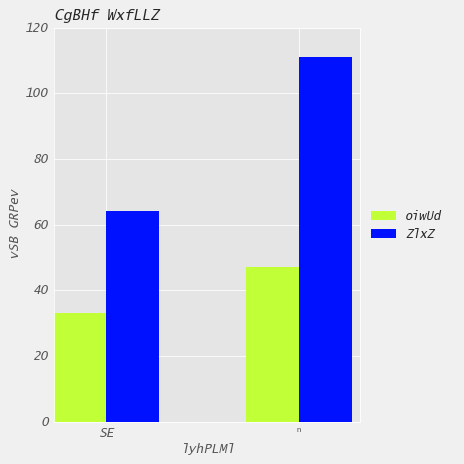 CgBHf WxfLLZ
120
100
80
60
40
20
0
vSB GRPev
SE
ⁿ
lyhPLMl
oiwUd
ZlxZ